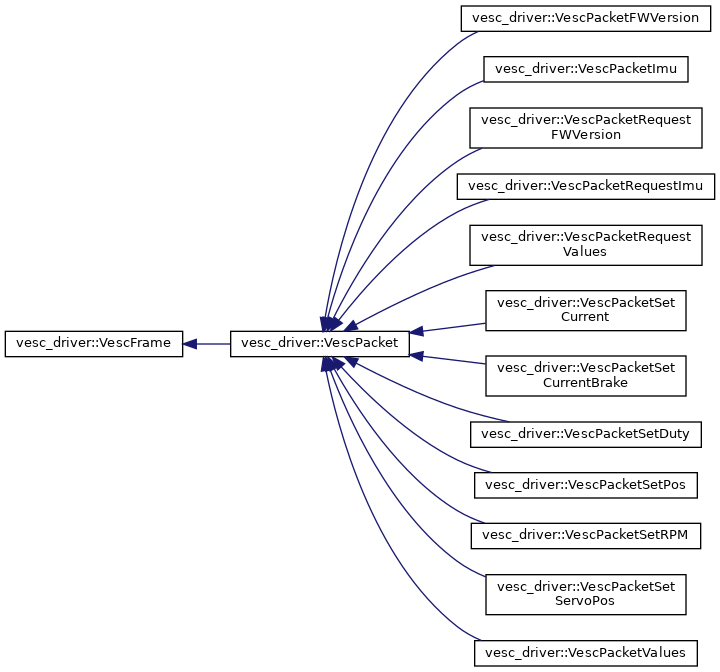 vesc_driver::VescPacketFWVersion
vesc_driver::VescPacketImu
vesc_driver::VescPacketRequest
FWVersion
vesc_driver::VescPacketRequestImu
vesc_driver::VescPacketRequest
Values
vesc_driver::VescPacketSet
Current
vesc_driver::VescFrame
vesc_driver::VescPacket
vesc_driver::VescPacketSet
CurrentBrake
vesc_driver::VescPacketSetDuty
vesc_driver::VescPacketSetPos
vesc_driver::VescPacketSetRPM
vesc_driver::VescPacketSet
ServoPos
vesc_driver::VescPacketValues